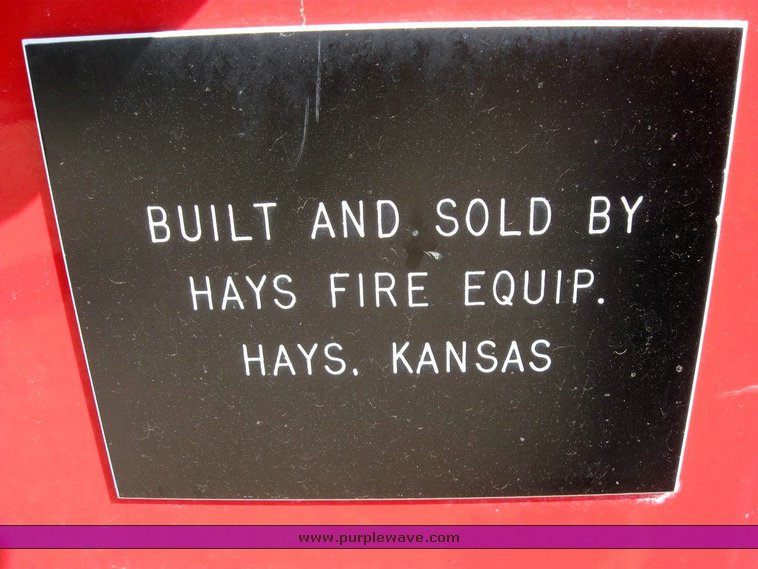 BUILT AND SOLD BY
HAYS FIRE EQUIP.
HAYS. KANSAS
www.purplewave.com